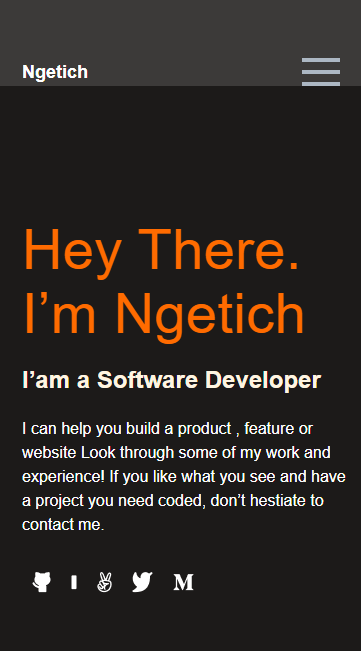 Ngetich
Hey There.
I’m Ngetich
I’am a Software Developer
I can help you build a product , feature or
website Look through some of my work and
experience! If you like what you see and have
a project you need coded, don’t hestiate to
contact me.